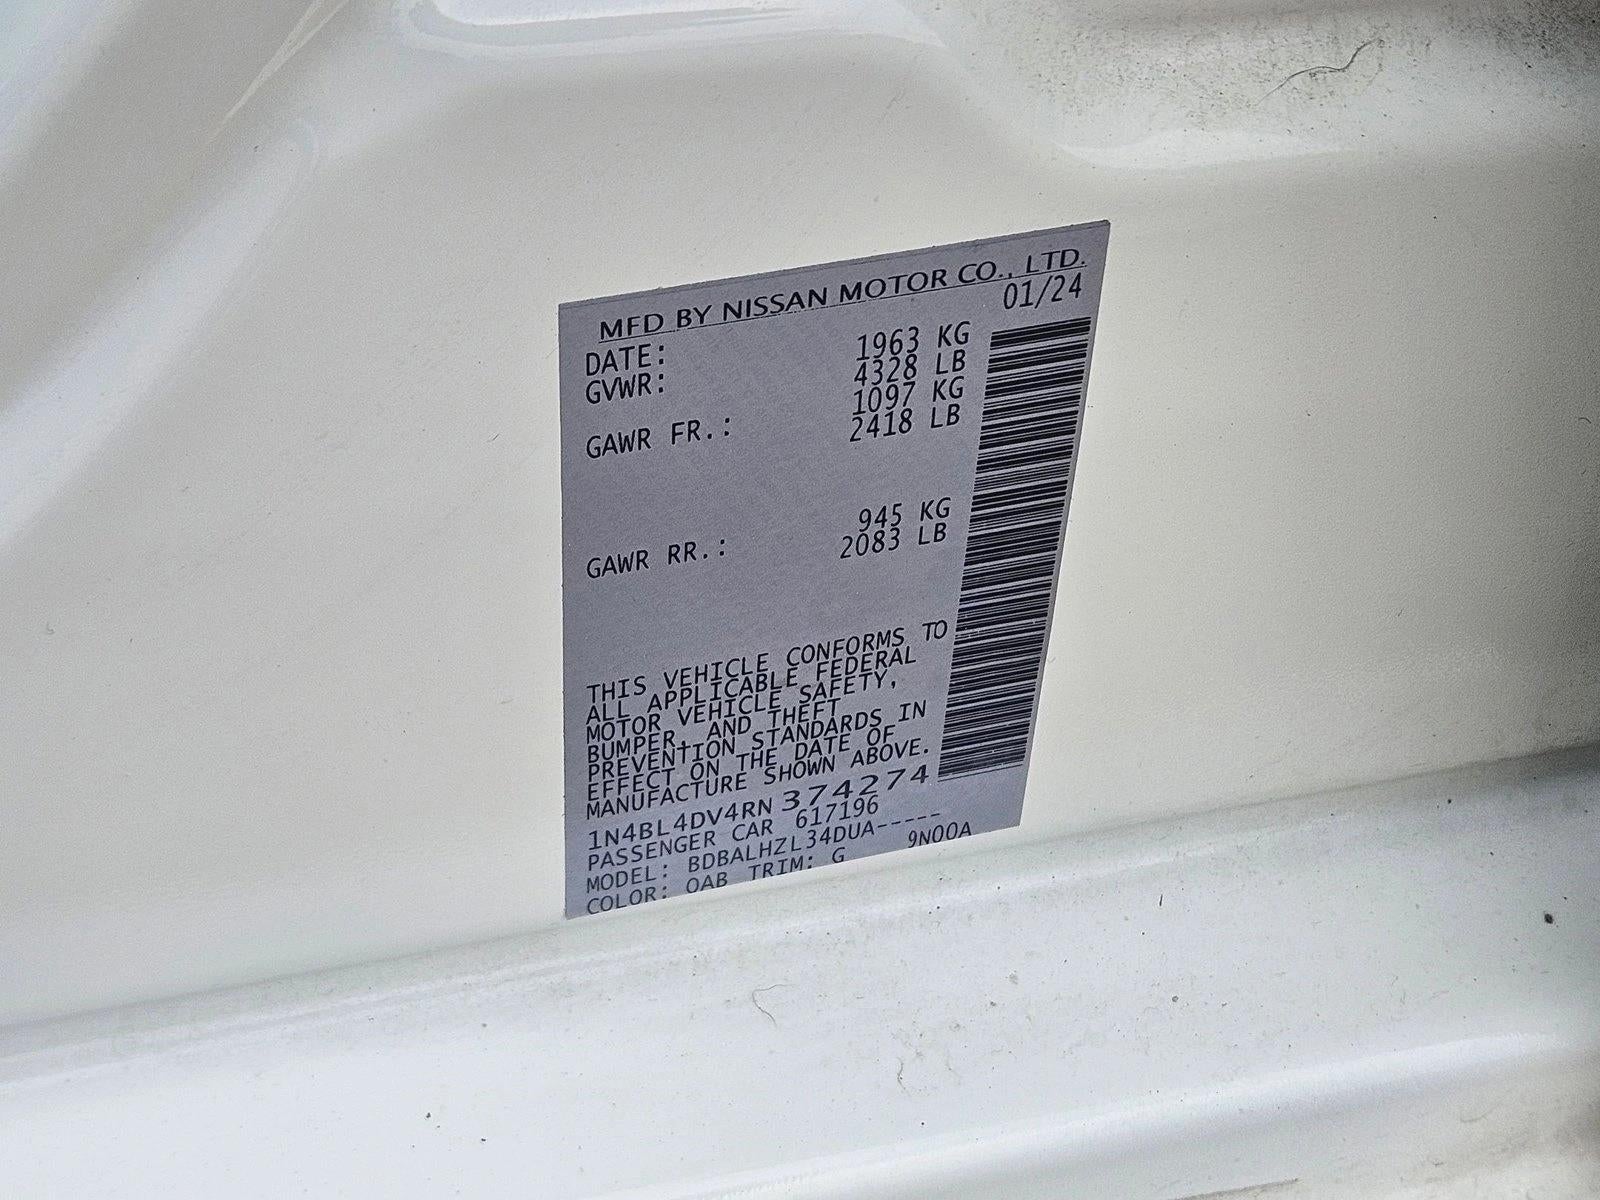 MFD BY NISSAN MOTOR CO., LTD.
DATE: 01/24
GVWR: 1963 KG
4328 LB
GAWR FR.: 1097 KG
2418 LB
GAWR RR.: 945 KG
2083 LB
THIS VEHICLE CONFORMS TO
ALL APPLICABLE FEDERAL
MOTOR VEHICLE SAFETY,
BUMPER, AND THEFT
PREVENTION STANDARDS IN
EFFECT ON THE DATE OF
MANUFACTURE SHOWN ABOVE.
1N4BL4DV4RN 374274
PASSENGER CAR 617196
MODEL: BDBALHZL34DUA-----
COLOR: QAB TRIM: G 9N00A